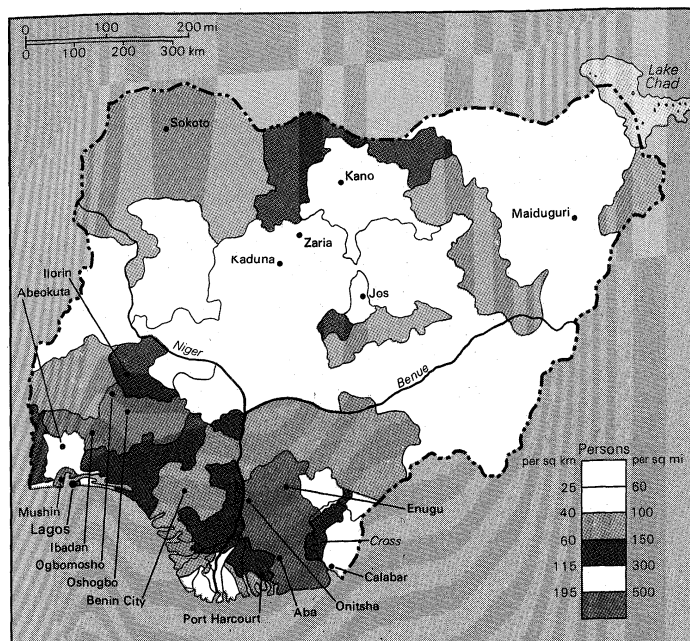 0 100 200 mi
0 100 200 300 km
Lake
Chad
Sokoto
Kano
Maiduguri
Zaria
Kaduna
Jos
Ilorin
Abeokuta
Niger
Benue
Persons
per sq km per sq mi
25 60
40 100
60 150
115 300
195 500
Enugu
Cross
Calabar
Mushin
Lagos
Ibadan
Ogbomosho
Oshogbo
Benin City
Port Harcourt
Aba
Onitsha